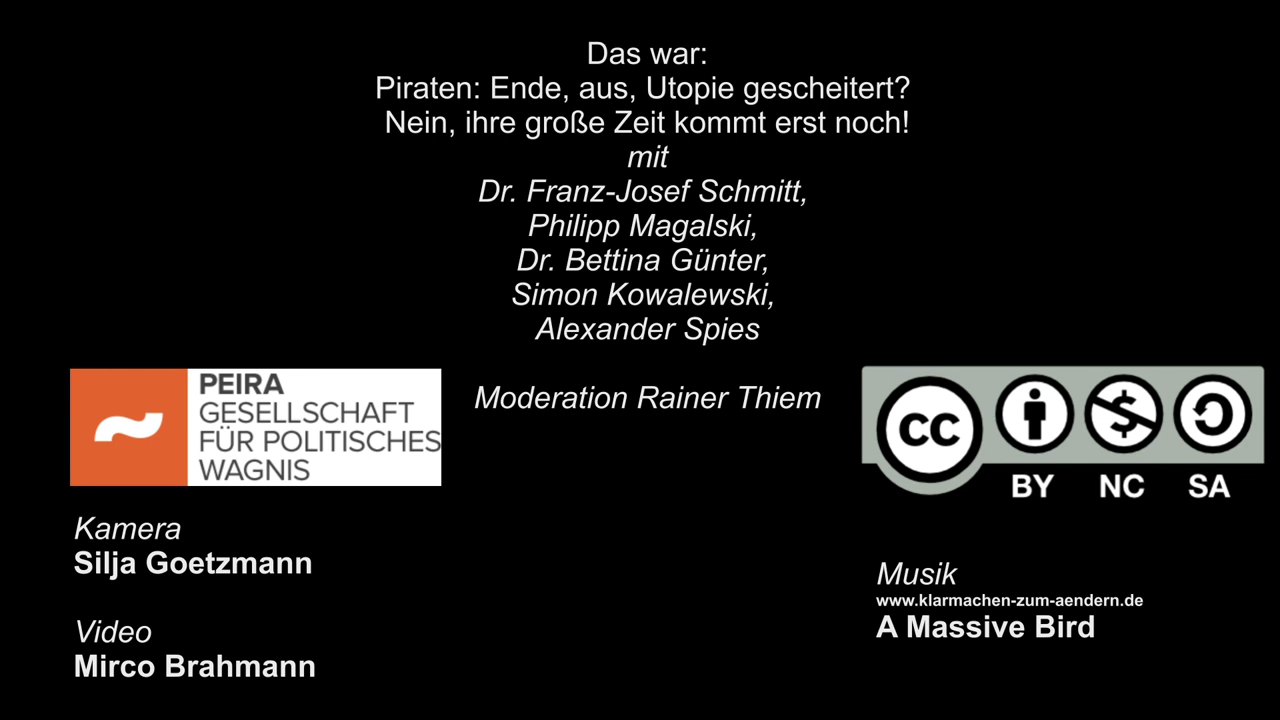 Das war:
Piraten: Ende, aus, Utopie gescheitert?
Nein, ihre große Zeit kommt erst noch!
mit
Dr. Franz-Josef Schmitt,
Philipp Magalski,
Dr. Bettina Günter,
Simon Kowalewski,
Alexander Spies
Moderation Rainer Thiem
PEIRA
GESELLSCHAFT
FÜR POLITISCHES
WAGNIS
cc
BY NC SA
Kamera
Silja Goetzmann
Video
Mirco Brahmann
Musik
www.klarmachen-zum-aendern.de
A Massive Bird